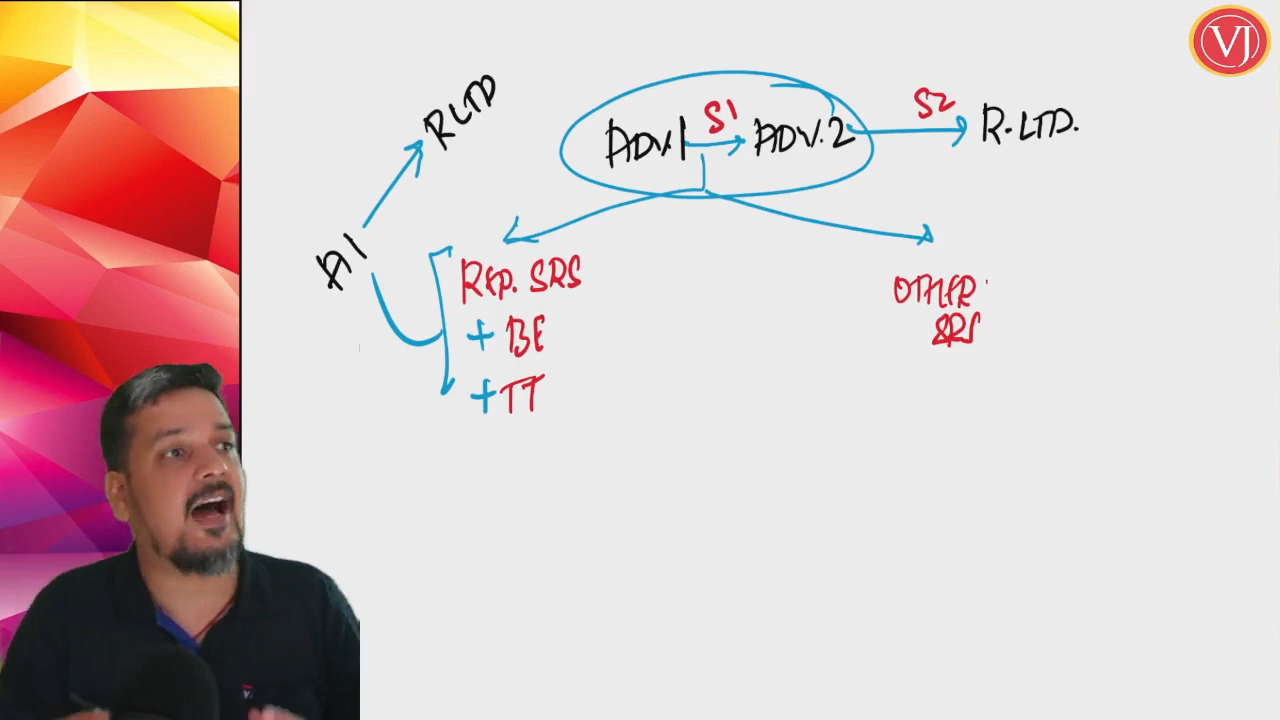 VJ
R LTD
ADV.1 S1 ADV.2 S2 R.LTD.
A1
REP. SRS
+ BE
+ TT
OTHER
SRS